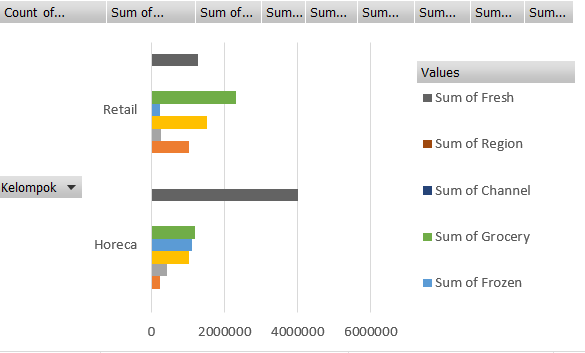 Count of... Sum of... Sum of... Sum... Sum... Sum... Sum... Sum... Sum...
Values
Sum of Fresh
Retail
Sum of Region
Kelompok
Sum of Channel
Sum of Grocery
Horeca
Sum of Frozen
0 2000000 4000000 6000000